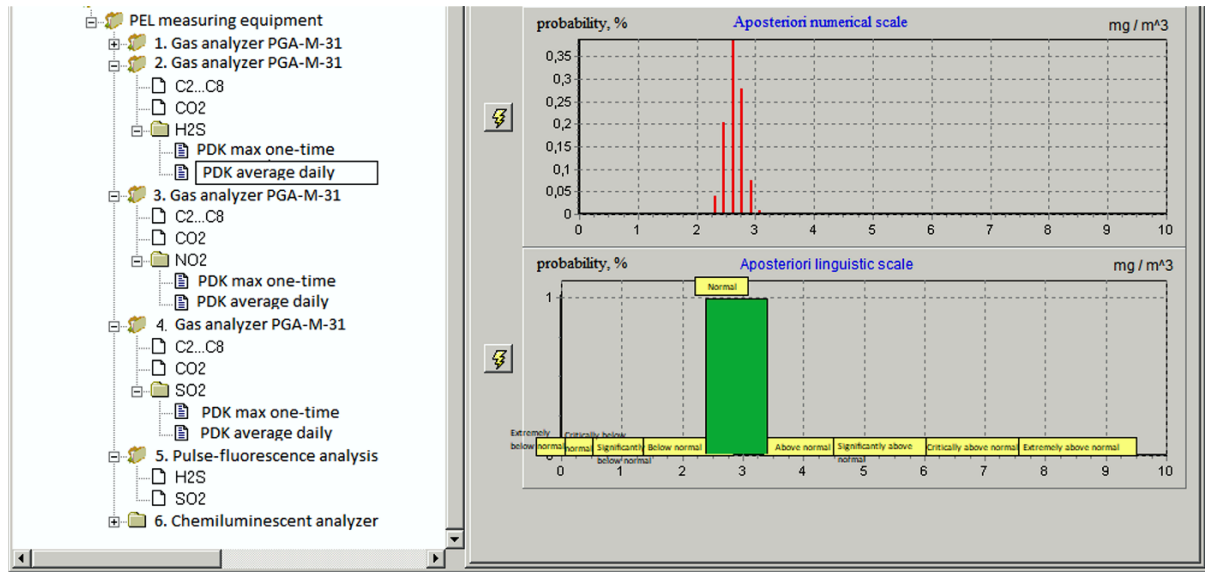 PEL measuring equipment
1. Gas analyzer PGA-M-31
2. Gas analyzer PGA-M-31
C2...C8
CO2
H2S
PDK max one-time
PDK average daily
3. Gas analyzer PGA-M-31
C2...C8
CO2
NO2
PDK max one-time
PDK average daily
4. Gas analyzer PGA-M-31
C2...C8
CO2
SO2
PDK max one-time
PDK average daily
5. Pulse-fluorescence analysis
H2S
SO2
6. Chemiluminescent analyzer
probability, % Aposteriori numerical scale mg / m^3
0,35
0,3
0,25
0,2
0,15
0,1
0,05
0
0 1 2 3 4 5 6 7 8 9 10
probability, % Aposteriori linguistic scale mg / m^3
Normal
1
Extremely below normal
Critically below normal
Significantly below normal
Below normal
Above normal
Significantly above normal
Critically above normal
Extremely above normal
0
0 1 2 3 4 5 6 7 8 9 10